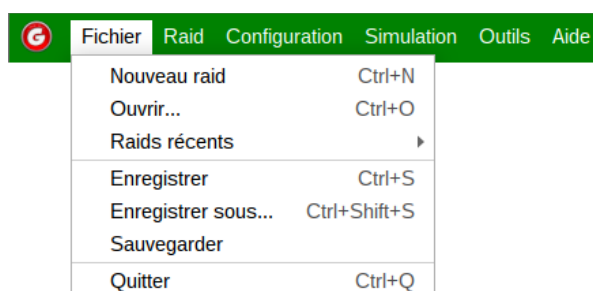 G Fichier Raid Configuration Simulation Outils Aide
Nouveau raid Ctrl+N
Ouvrir... Ctrl+O
Raids récents
Enregistrer Ctrl+S
Enregistrer sous... Ctrl+Shift+S
Sauvegarder
Quitter Ctrl+Q